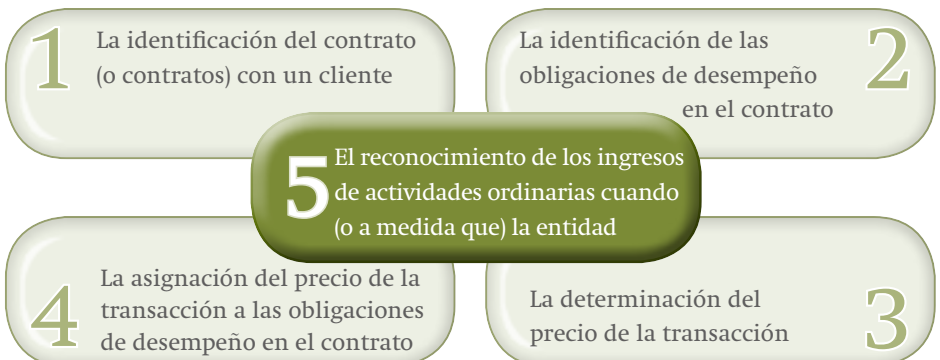 1
La identificación del contrato
(o contratos) con un cliente
2
La identificación de las
obligaciones de desempeño
en el contrato
5
El reconocimiento de los ingresos
de actividades ordinarias cuando
(o a medida que) la entidad
4
La asignación del precio de la
transacción a las obligaciones
de desempeño en el contrato
3
La determinación del
precio de la transacción